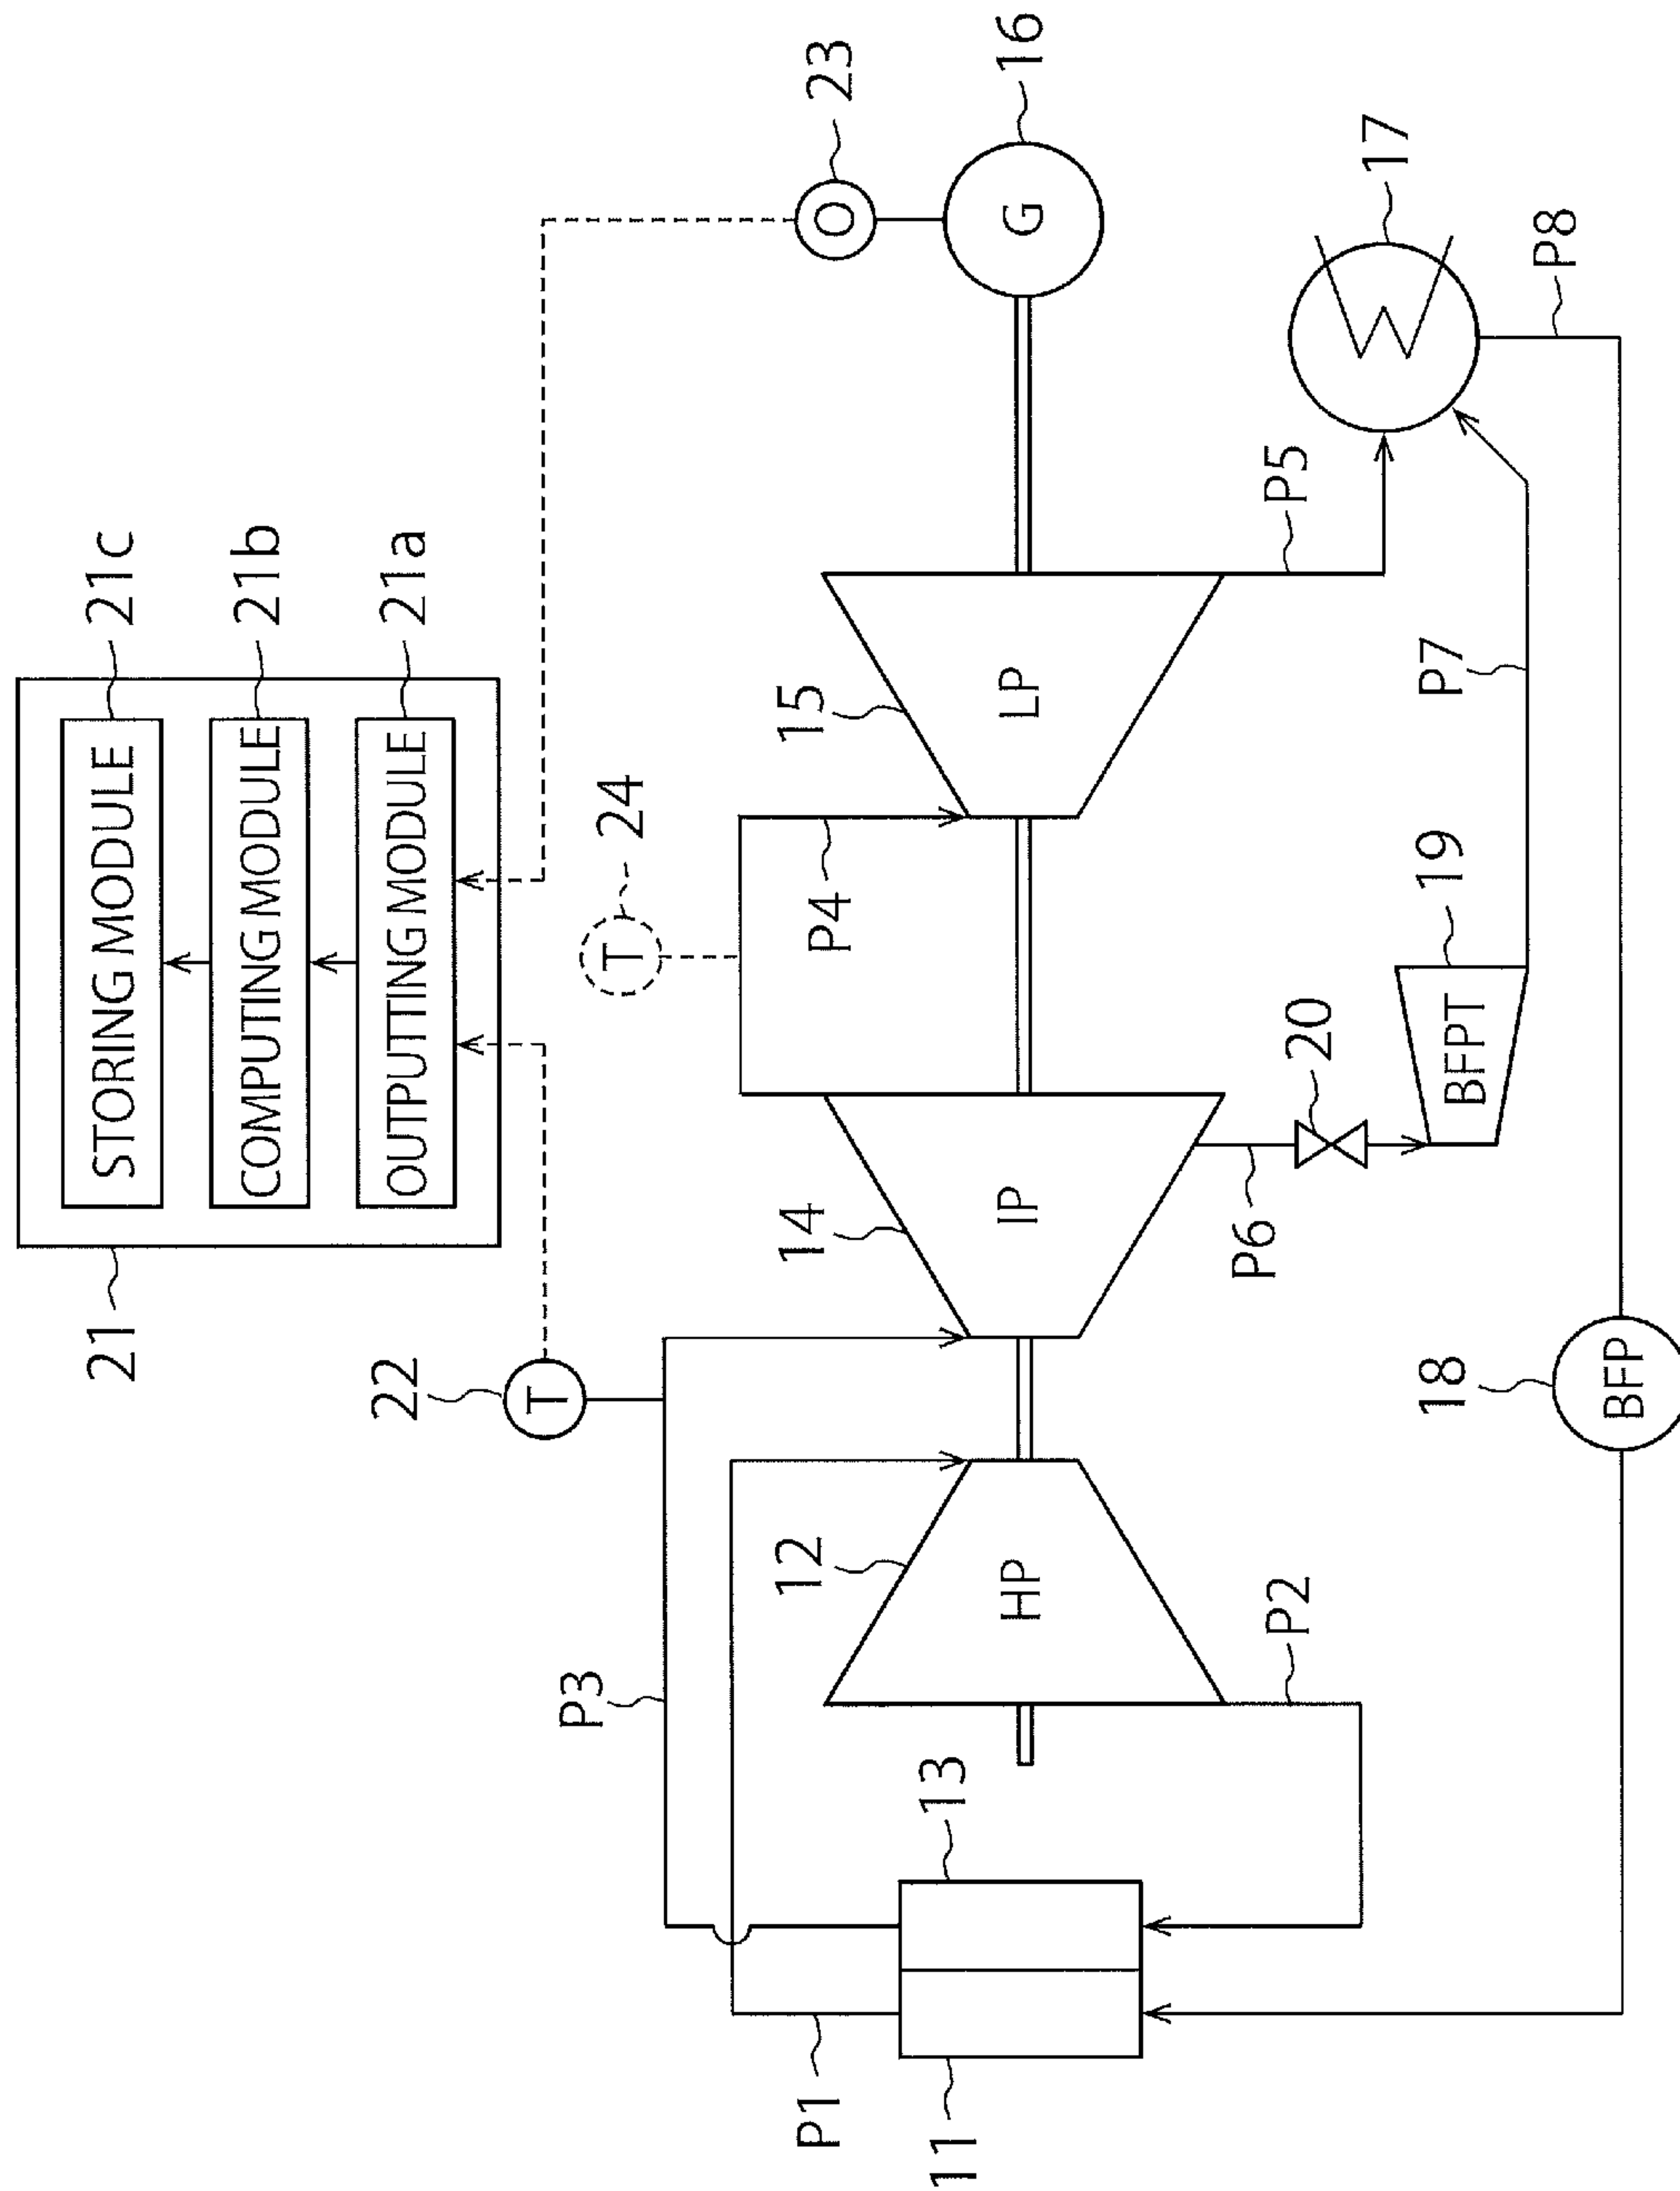 21
21c
STORING MODULE
21b
COMPUTING MODULE
21a
OUTPUTTING MODULE
22
T
24
T
23
O
P3
P1
P4
12
HP
14
IP
15
LP
16
G
13
11
P2
P6
20
P5
17
19
BFPT
P7
18
BFP
P8